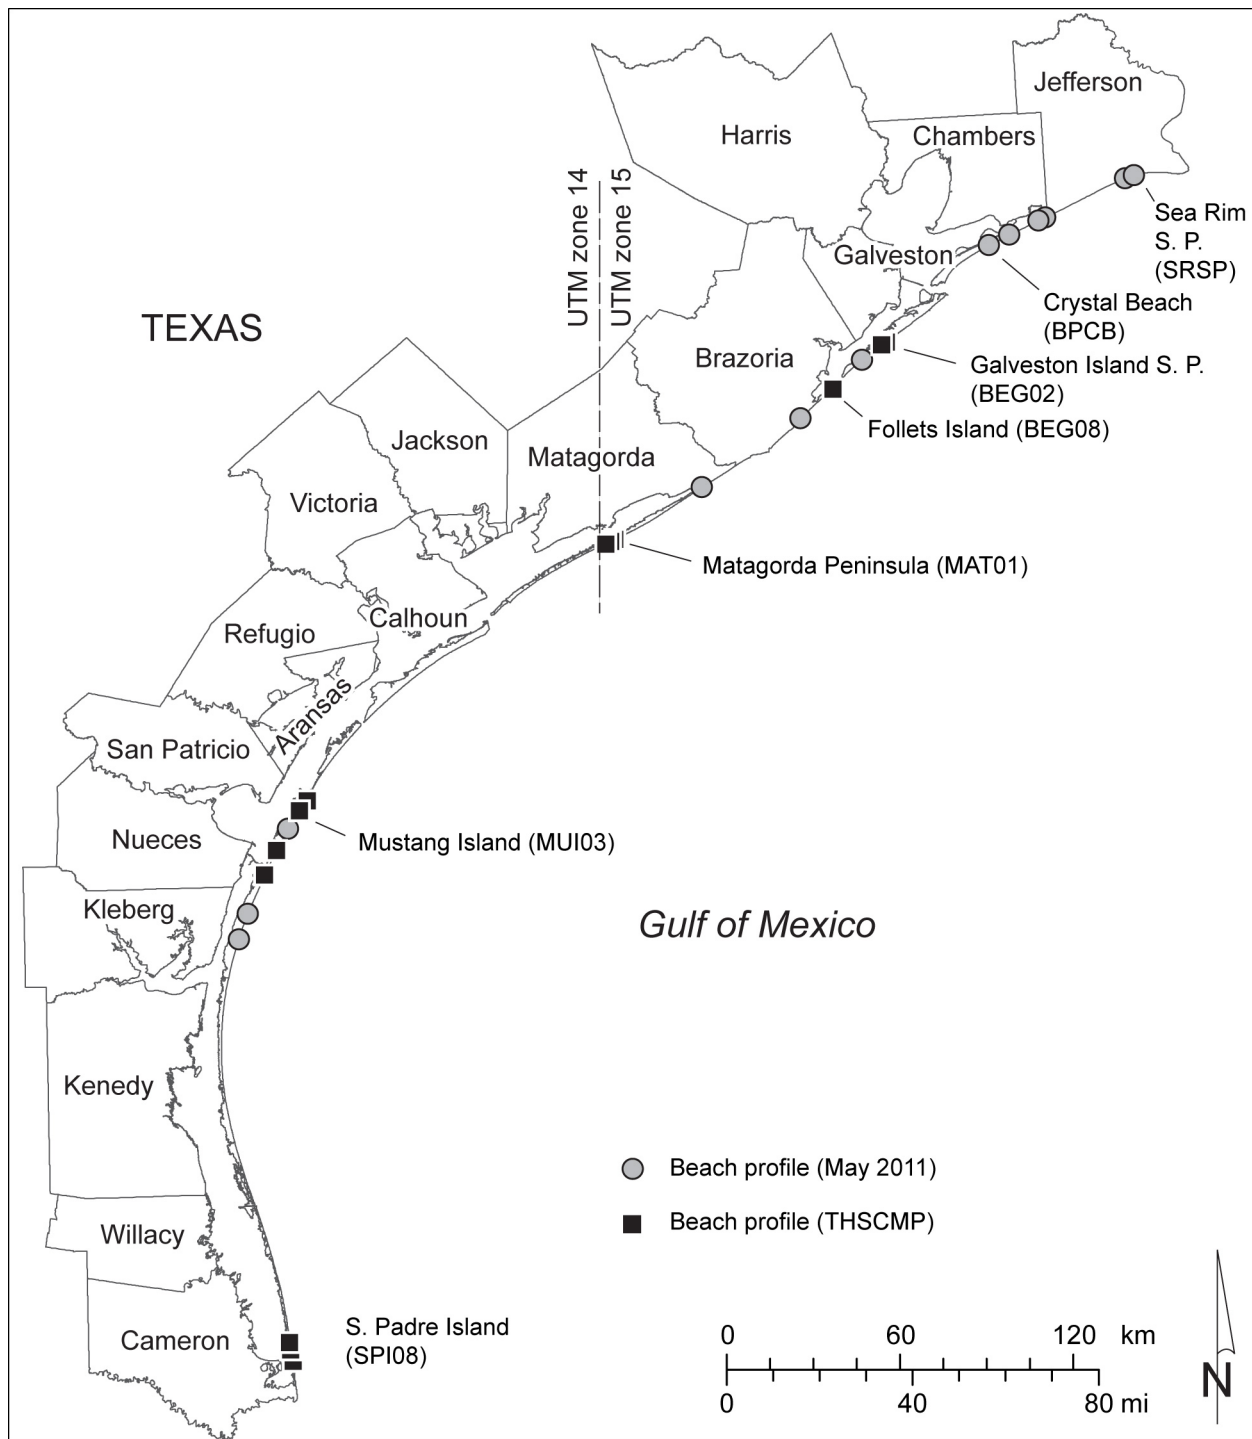 Jefferson
Harris
Chambers
UTM zone 14
UTM zone 15
Sea Rim
S. P.
(SRSP)
Galveston
Crystal Beach
(BPCB)
TEXAS
Brazoria
Galveston Island S. P.
(BEG02)
Follets Island (BEG08)
Jackson
Matagorda
Victoria
Matagorda Peninsula (MAT01)
Calhoun
Refugio
Aransas
San Patricio
Nueces
Mustang Island (MUI03)
Kleberg
Gulf of Mexico
Kenedy
Beach profile (May 2011)
Beach profile (THSCMP)
Willacy
Cameron
S. Padre Island
(SPI08)
0 60 120 km
0 40 80 mi
N